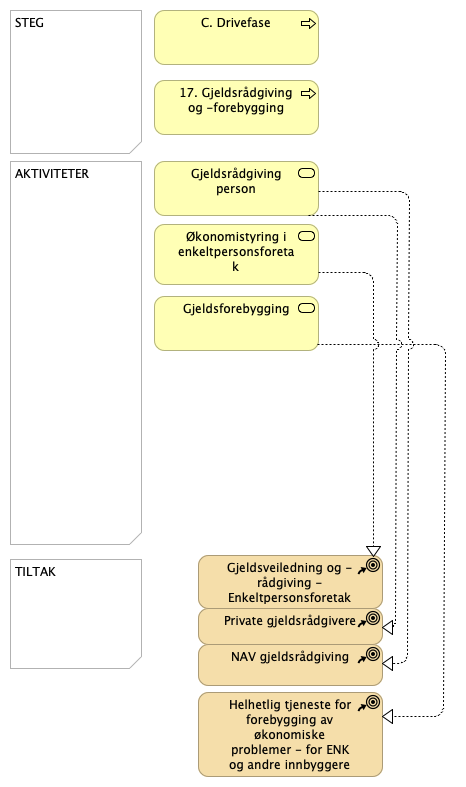 STEG
C. Drivefase
17. Gjeldsrådgiving
og -forebygging
AKTIVITETER
Gjeldsrådgiving
person
Økonomistyring i
enkeltpersonsforeta
k
Gjeldsforebygging
TILTAK
Gjeldsveiledning og -
rådgiving -
Enkeltpersonsforetak
Private gjeldsrådgivere
NAV gjeldsrådgiving
Helhetlig tjeneste for
forebygging av
økonomiske
problemer - for ENK
og andre innbyggere